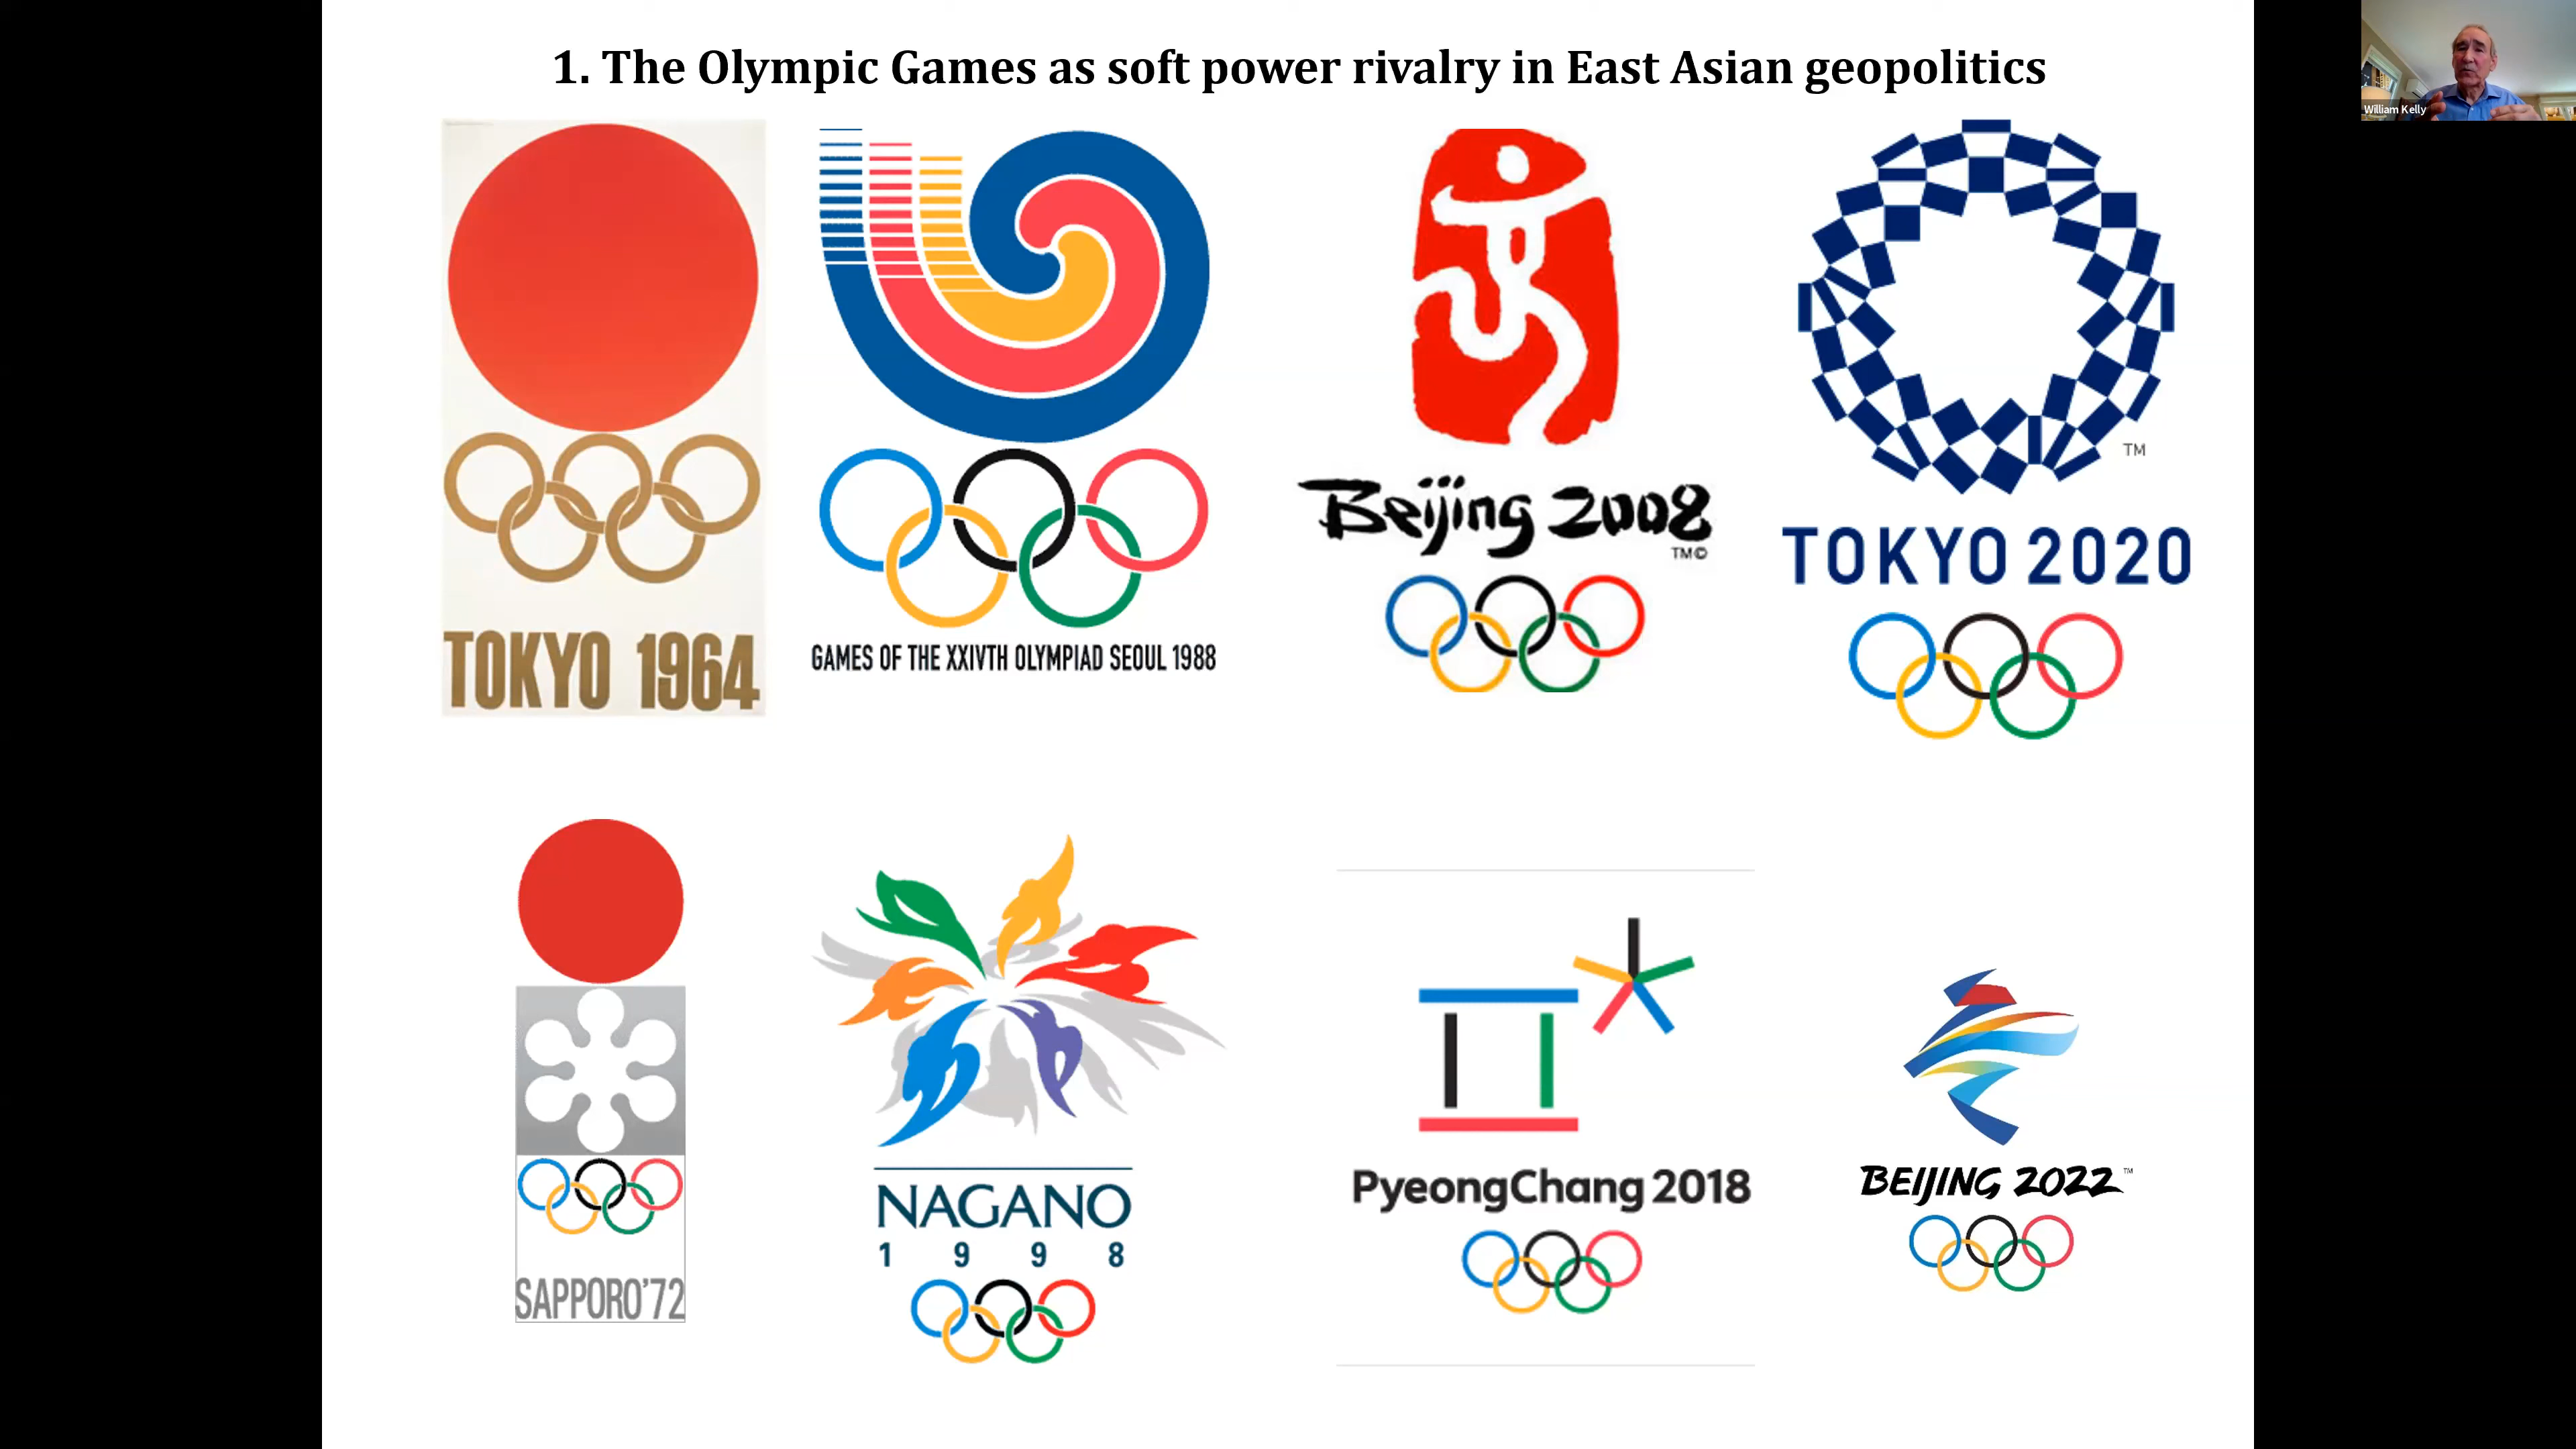 1. The Olympic Games as soft power rivalry in East Asian geopolitics
William Kelly
TOKYO 1964
GAMES OF THE XXIVTH OLYMPIAD SEOUL 1988
Beijing 2008
TM©
TM
TOKYO 2020
SAPPORO'72
NAGANO
1 9 9 8
PyeongChang 2018
BEIJING 2022™